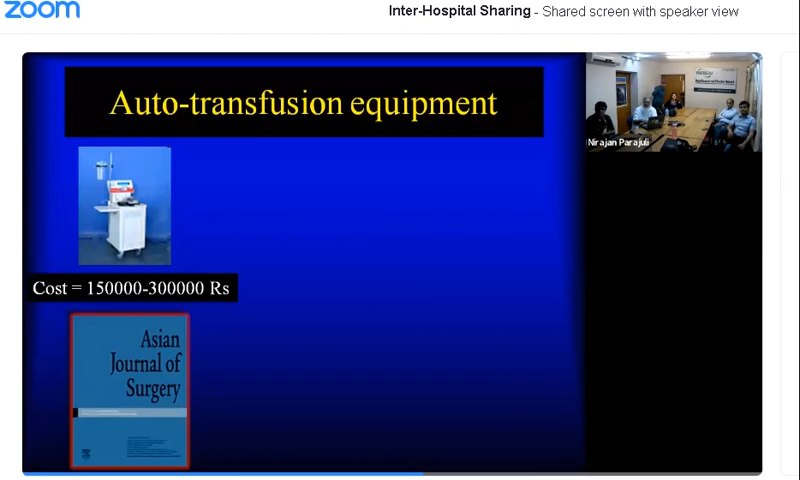 zoom
Inter-Hospital Sharing - Shared screen with speaker view
Auto-transfusion equipment
Nirajan Parajuli
Cost = 150000-300000 Rs
Asian
Journal of
Surgery